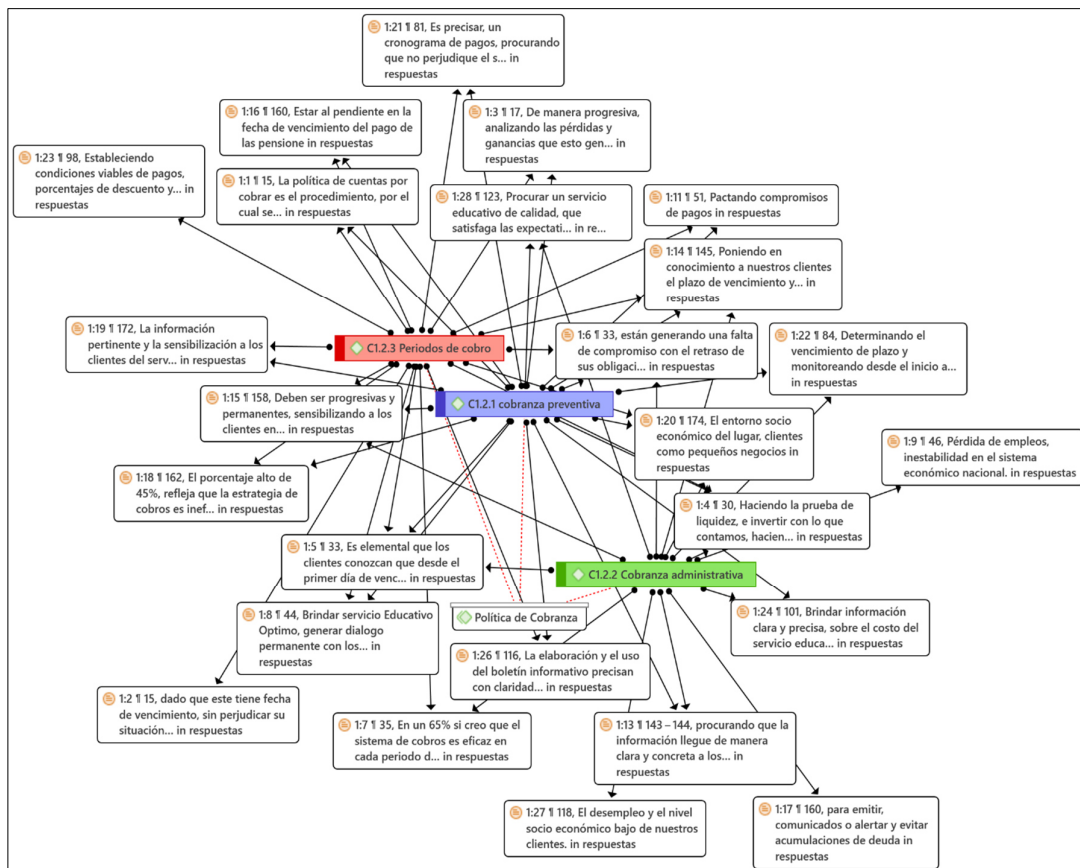 1:21 ¶ 81, Es precisar, un
cronograma de pagos, procurando
que no perjudique el s... in
respuestas
1:16 ¶ 160, Estar al pendiente en la
fecha de vencimiento del pago de
las pensione in respuestas
1:3 ¶ 17, De manera progresiva,
analizando las pérdidas y
ganancias que esto gen... in
respuestas
1:23 ¶ 98, Estableciendo
condiciones viables de pagos,
porcentajes de descuento y... in
respuestas
1:1 ¶ 15, La política de cuentas por
cobrar es el procedimiento, por el
cual se... in respuestas
1:28 ¶ 123, Procurar un servicio
educativo de calidad, que
satisfaga las expectati... in re...
1:11 ¶ 51, Pactando compromisos
de pagos in respuestas
1:14 ¶ 145, Poniendo en
conocimiento a nuestros clientes
el plazo de vencimiento y... in
respuestas
1:19 ¶ 172, La información
pertinente y la sensibilización a los
clientes del serv... in respuestas
C1.2.3 Periodos de cobro
1:6 ¶ 33, están generando una falta
de compromiso con el retraso de
sus obligaci... in respuestas
1:22 ¶ 84, Determinando el
vencimiento de plazo y
monitoreando desde el inicio a...
in respuestas
1:15 ¶ 158, Deben ser progresivas y
permanentes, sensibilizando a los
clientes en... in respuestas
C1.2.1 cobranza preventiva
1:20 ¶ 174, El entorno socio
económico del lugar, clientes
como pequeños negocios in
respuestas
1:9 ¶ 46, Pérdida de empleos,
inestabilidad en el sistema
económico nacional. in respuestas
1:18 ¶ 162, El porcentaje alto de
45%, refleja que la estrategia de
cobros es inef... in respuestas
1:4 ¶ 30, Haciendo la prueba de
liquidez, e invertir con lo que
contamos, hacien... in respuestas
1:5 ¶ 33, Es elemental que los
clientes conozcan que desde el
primer día de venc... in respuestas
C1.2.2 Cobranza administrativa
1:8 ¶ 44, Brindar servicio Educativo
Optimo, generar dialogo
permanente con los... in
respuestas
Política de Cobranza
1:24 ¶ 101, Brindar información
clara y precisa, sobre el costo del
servicio educa... in respuestas
1:26 ¶ 116, La elaboración y el uso
del boletín informativo precisan
con claridad... in respuestas
1:2 ¶ 15, dado que este tiene fecha
de vencimiento, sin perjudicar su
situación... in respuestas
1:7 ¶ 35, En un 65% si creo que el
sistema de cobros es eficaz en
cada periodo d... in respuestas
1:13 ¶ 143 – 144, procurando que la
información llegue de manera
clara y concreta a los... in
respuestas
1:27 ¶ 118, El desempleo y el nivel
socio económico bajo de nuestros
clientes. in respuestas
1:17 ¶ 160, para emitir,
comunicados o alertar y evitar
acumulaciones de deuda in
respuestas